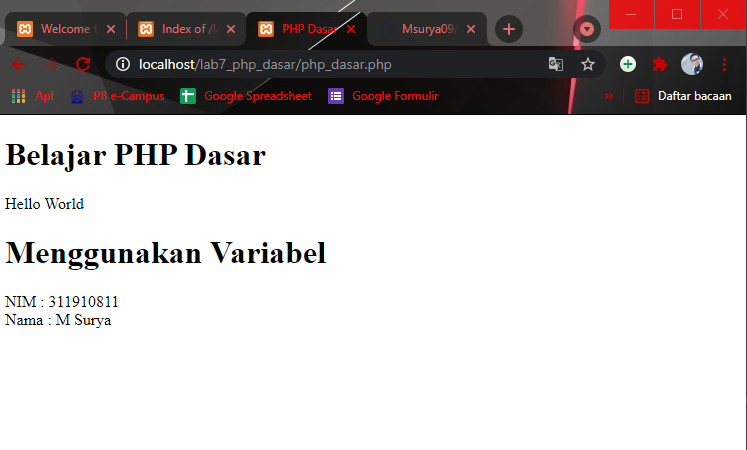 Welcome t
Index of /l
PHP Dasar
Msurya09/
localhost/lab7_php_dasar/php_dasar.php
Apl
PB e-Campus
Google Spreadsheet
Google Formulir
»
Daftar bacaan
Belajar PHP Dasar
Hello World
Menggunakan Variabel
NIM : 311910811
Nama : M Surya